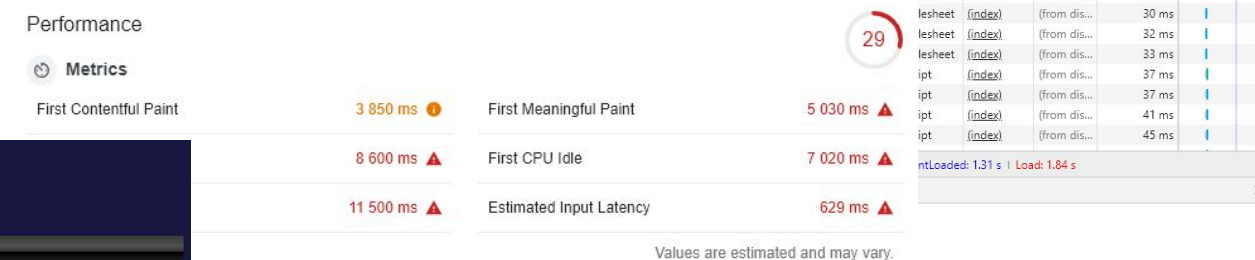 Performance
29
Metrics
First Contentful Paint 3 850 ms
First Meaningful Paint 5 030 ms
8 600 ms
First CPU Idle 7 020 ms
11 500 ms
Estimated Input Latency 629 ms
Values are estimated and may vary.
lesheet (index) (from dis... 30 ms
lesheet (index) (from dis... 32 ms
lesheet (index) (from dis... 33 ms
ipt (index) (from dis... 37 ms
ipt (index) (from dis... 37 ms
ipt (index) (from dis... 41 ms
ipt (index) (from dis... 45 ms
ntLoaded: 1.31 s | Load: 1.84 s